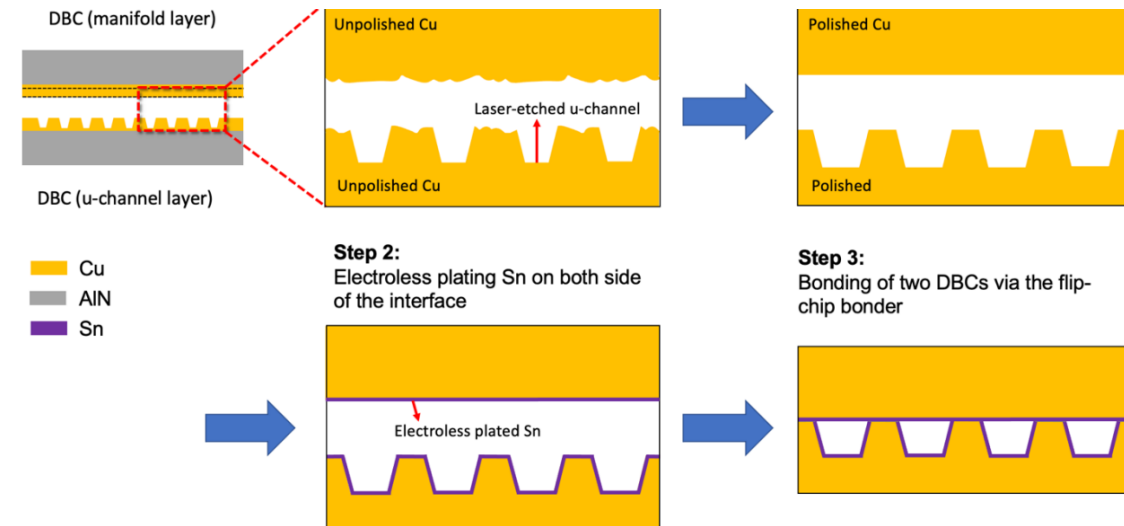 DBC (manifold layer)
Unpolished Cu
Laser-etched u-channel
Unpolished Cu
Polished Cu
Polished
DBC (u-channel layer)
Cu
AlN
Sn
Step 2:
Electroless plating Sn on both side
of the interface
Electroless plated Sn
Step 3:
Bonding of two DBCs via the flip-
chip bonder